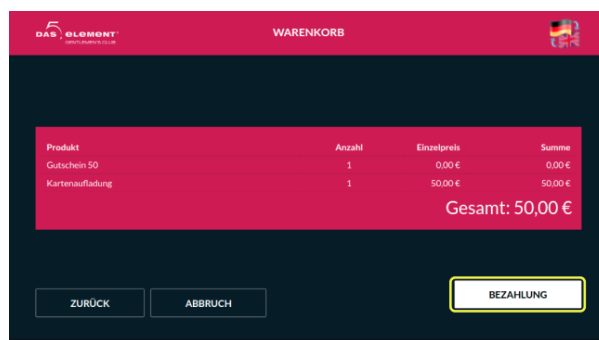 DAS 5 ELEMENT
GENTLEMEN'S CLUB
WARENKORB
Produkt Anzahl Einzelpreis Summe
Gutschein 50 1 0,00 € 0,00 €
Kartenaufladung 1 50,00 € 50,00 €
Gesamt: 50,00 €
ZURÜCK ABBRUCH BEZAHLUNG